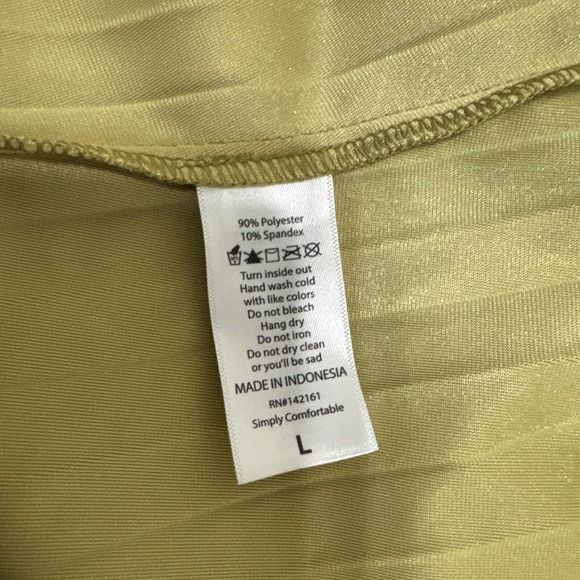 90% Polyester
10% Spandex
Turn inside out
Hand wash cold
with like colors
Do not bleach
Hang dry
Do not iron
Do not dry clean
or you'll be sad
MADE IN INDONESIA
RN#142161
Simply Comfortable
L